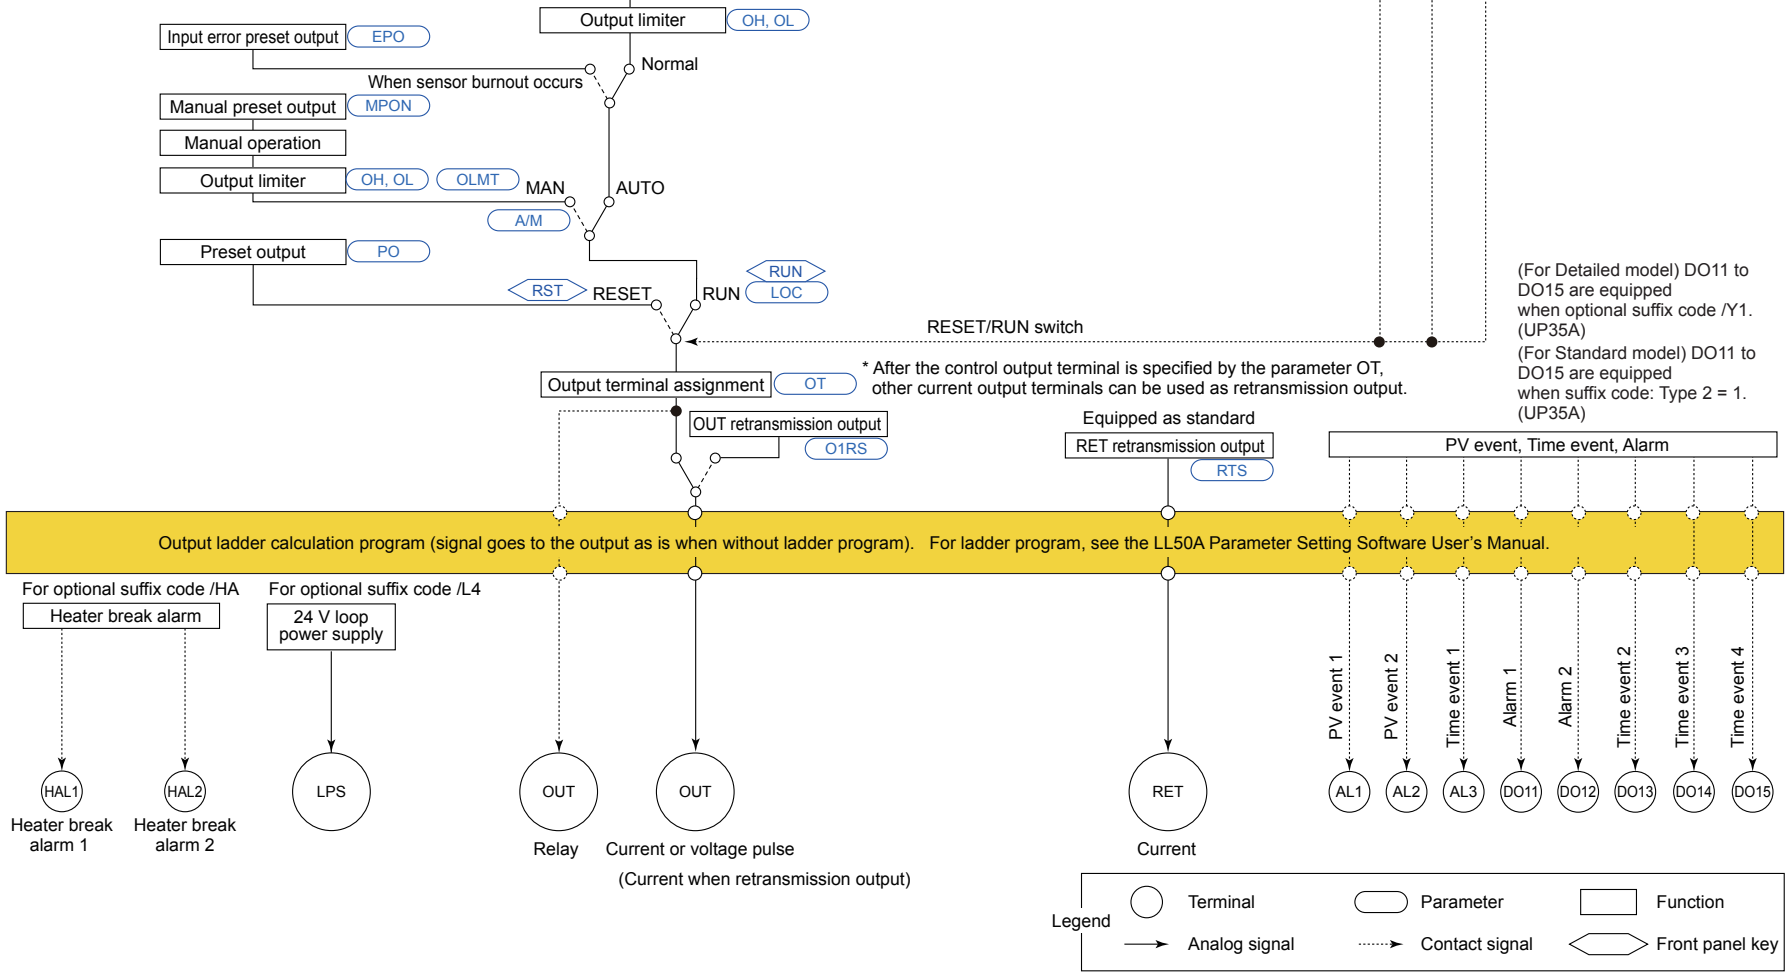 Output limiter
OH, OL
Input error preset output
EPO
Normal
When sensor burnout occurs
Manual preset output
MPON
Manual operation
Output limiter
OH, OL
OLMT
MAN
AUTO
A/M
Preset output
PO
RUN
RST
RESET
RUN
LOC
(For Detailed model) DO11 to
DO15 are equipped
when optional suffix code /Y1.
(UP35A)
(For Standard model) DO11 to
DO15 are equipped
when suffix code: Type 2 = 1.
(UP35A)
RESET/RUN switch
Output terminal assignment
OT
* After the control output terminal is specified by the parameter OT,
other current output terminals can be used as retransmission output.
OUT retransmission output
O1RS
Equipped as standard
RET retransmission output
RTS
PV event, Time event, Alarm
Output ladder calculation program (signal goes to the output as is when without ladder program). For ladder program, see the LL50A Parameter Setting Software User's Manual.
For optional suffix code /HA
Heater break alarm
For optional suffix code /L4
24 V loop
power supply
PV event 1
PV event 2
Time event 1
Alarm 1
Alarm 2
Time event 2
Time event 3
Time event 4
HAL1
HAL2
LPS
OUT
OUT
RET
AL1
AL2
AL3
DO11
DO12
DO13
DO14
DO15
Heater break
alarm 1
Heater break
alarm 2
Relay
Current or voltage pulse
(Current when retransmission output)
Current
Legend
Terminal
Parameter
Function
Analog signal
Contact signal
Front panel key